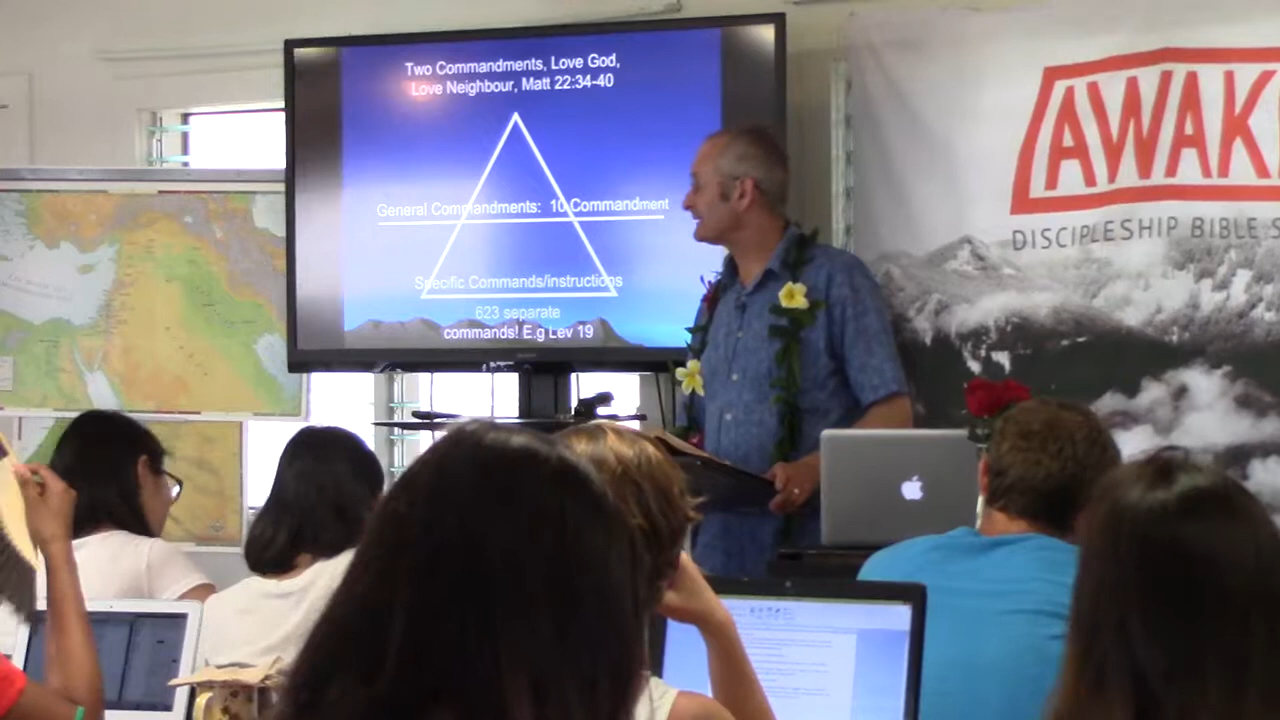 Two Commandments, Love God,
Love Neighbour, Matt 22:34-40
General Commandments: 10 Commandment
Specific Commands/instructions
623 separate
commands! E.g Lev 19
AWAK
DISCIPLESHIP BIBLE S